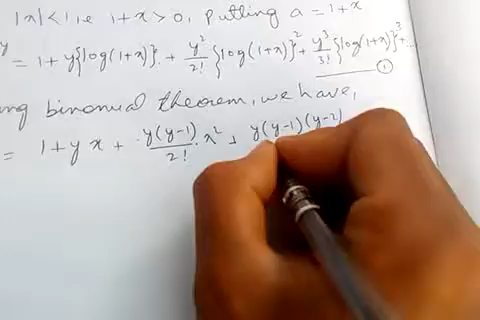 |x|<1 i.e 1+x>0, putting a = 1+x
y = 1 + y{log(1+x)} + y²/2! {log(1+x)}² + y³/3! {log(1+x)}³ + ...
①
ng binomial theorem, we have,
= 1 + y x + y(y-1)/2! . x² + y(y-1)(y-2)